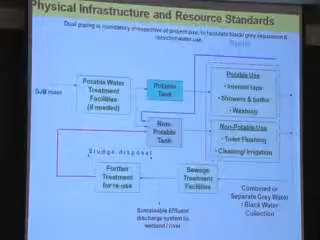 Physical Infrastructure and Resource Standards
Dual piping is mandatory irrespective of project size, to facilitate black/ grey separation &
recycled water use.
DJB Main
Potable Water
Treatment
Facilities
(if needed)
Potable
Tank
Potable Use
• Internal taps
• Showers & baths
• Washing
Non-
Potable
Tank
Non-Potable Use
• Toilet Flushing
• Cleaning/ Irrigation
Sludge disposal
Further
Treatment
for re-use
Sewage
Treatment
Facilities
Combined or
Separate Grey Water
/ Black Water
Collection
Sustainable Effluent
discharge system to
wetland / river